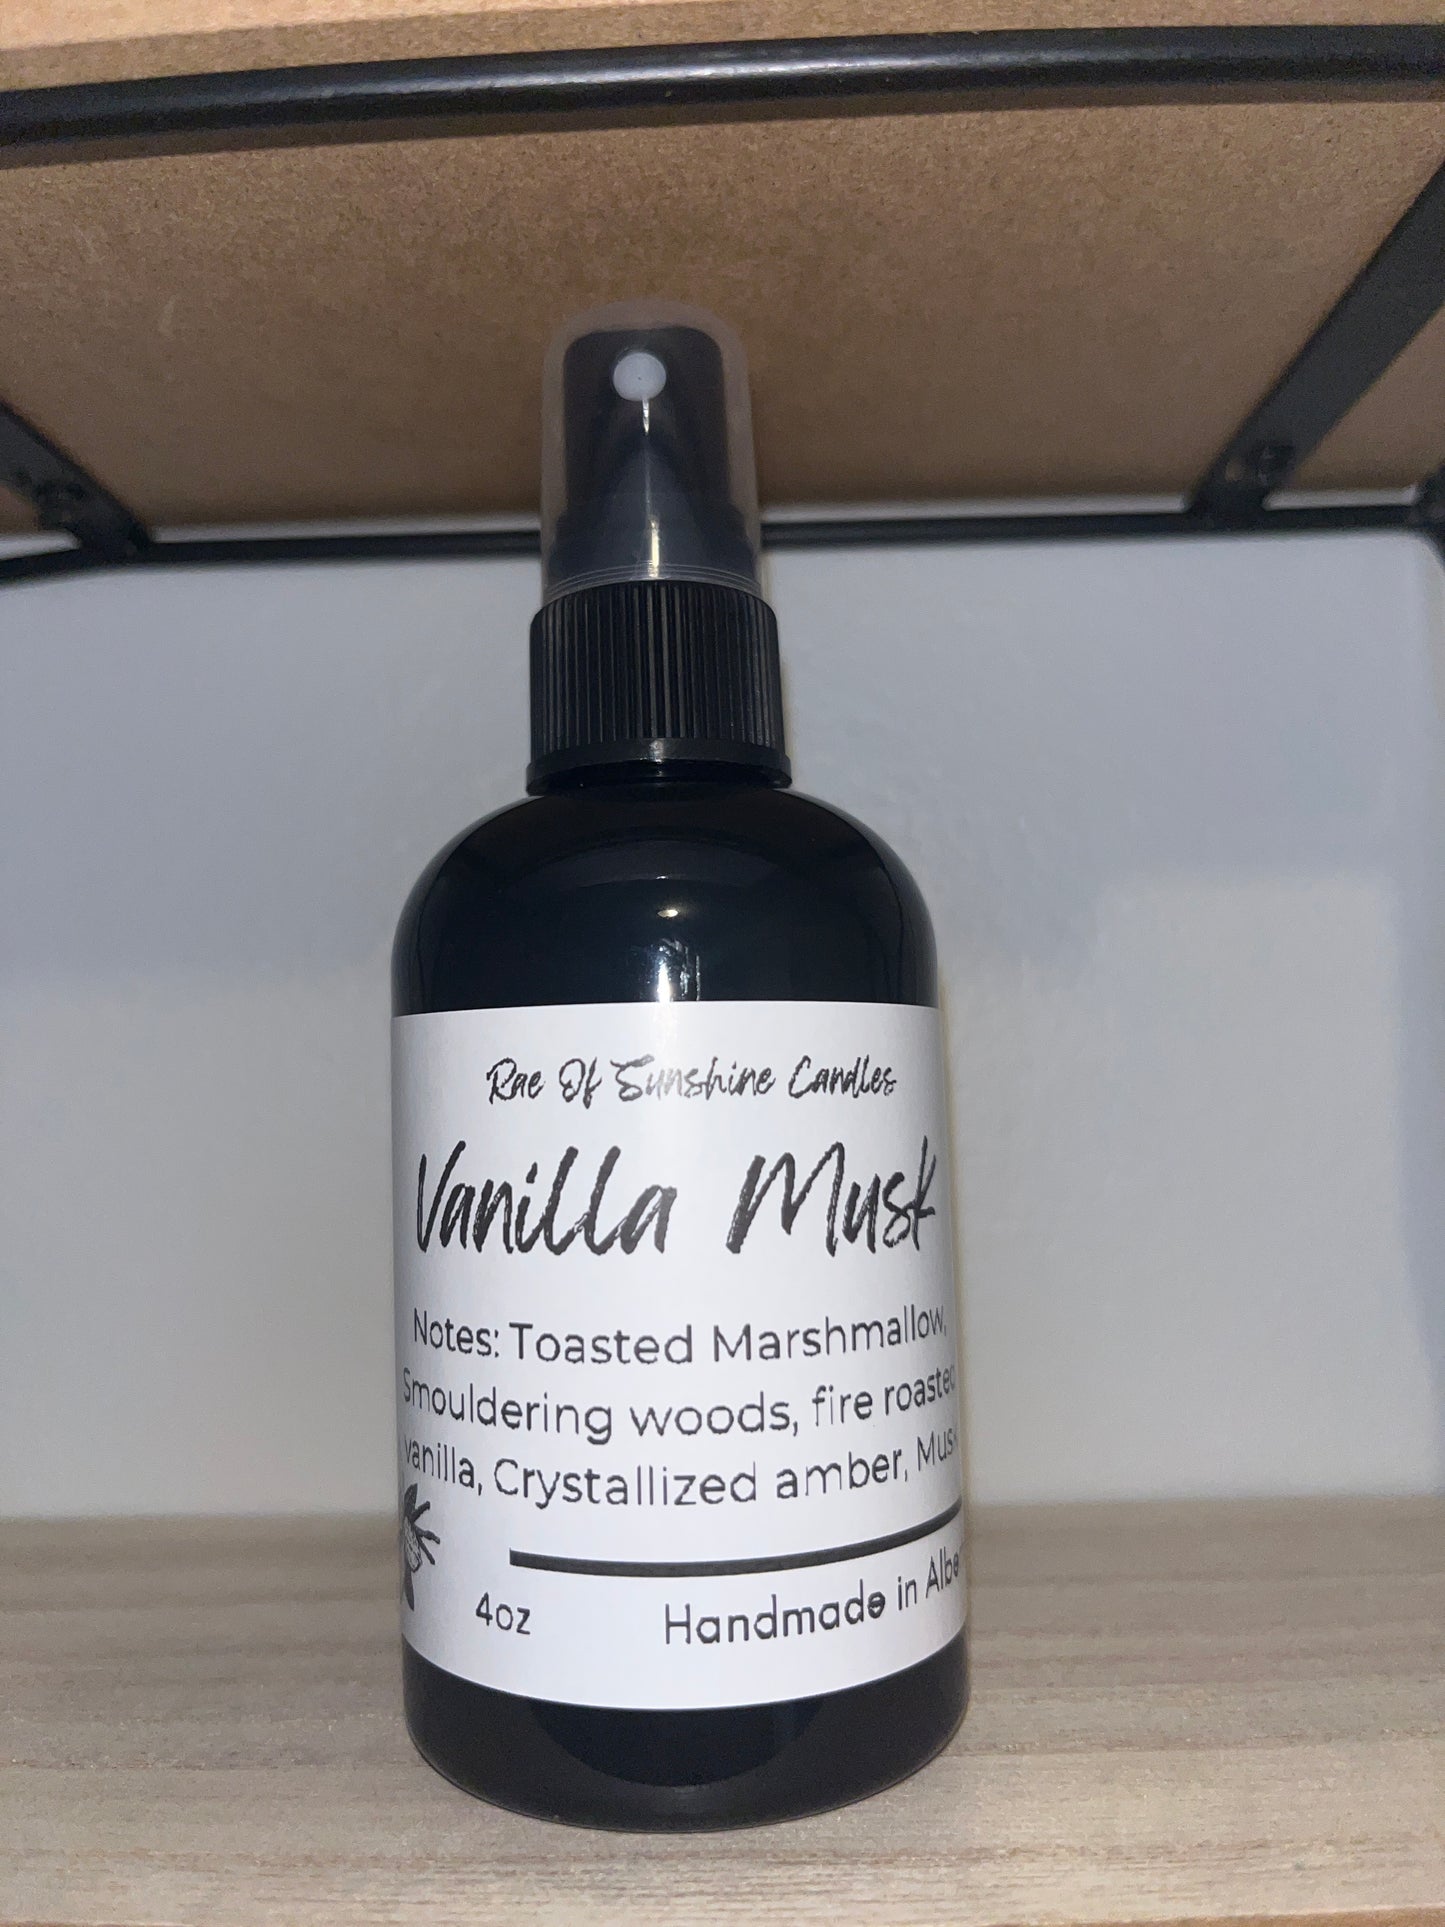 Rae Of Sunshine Candles
Vanilla Musk
Notes: Toasted Marshmallow,
Smouldering woods, fire roasted
vanilla, Crystallized amber, Musk
4oz
Handmade in